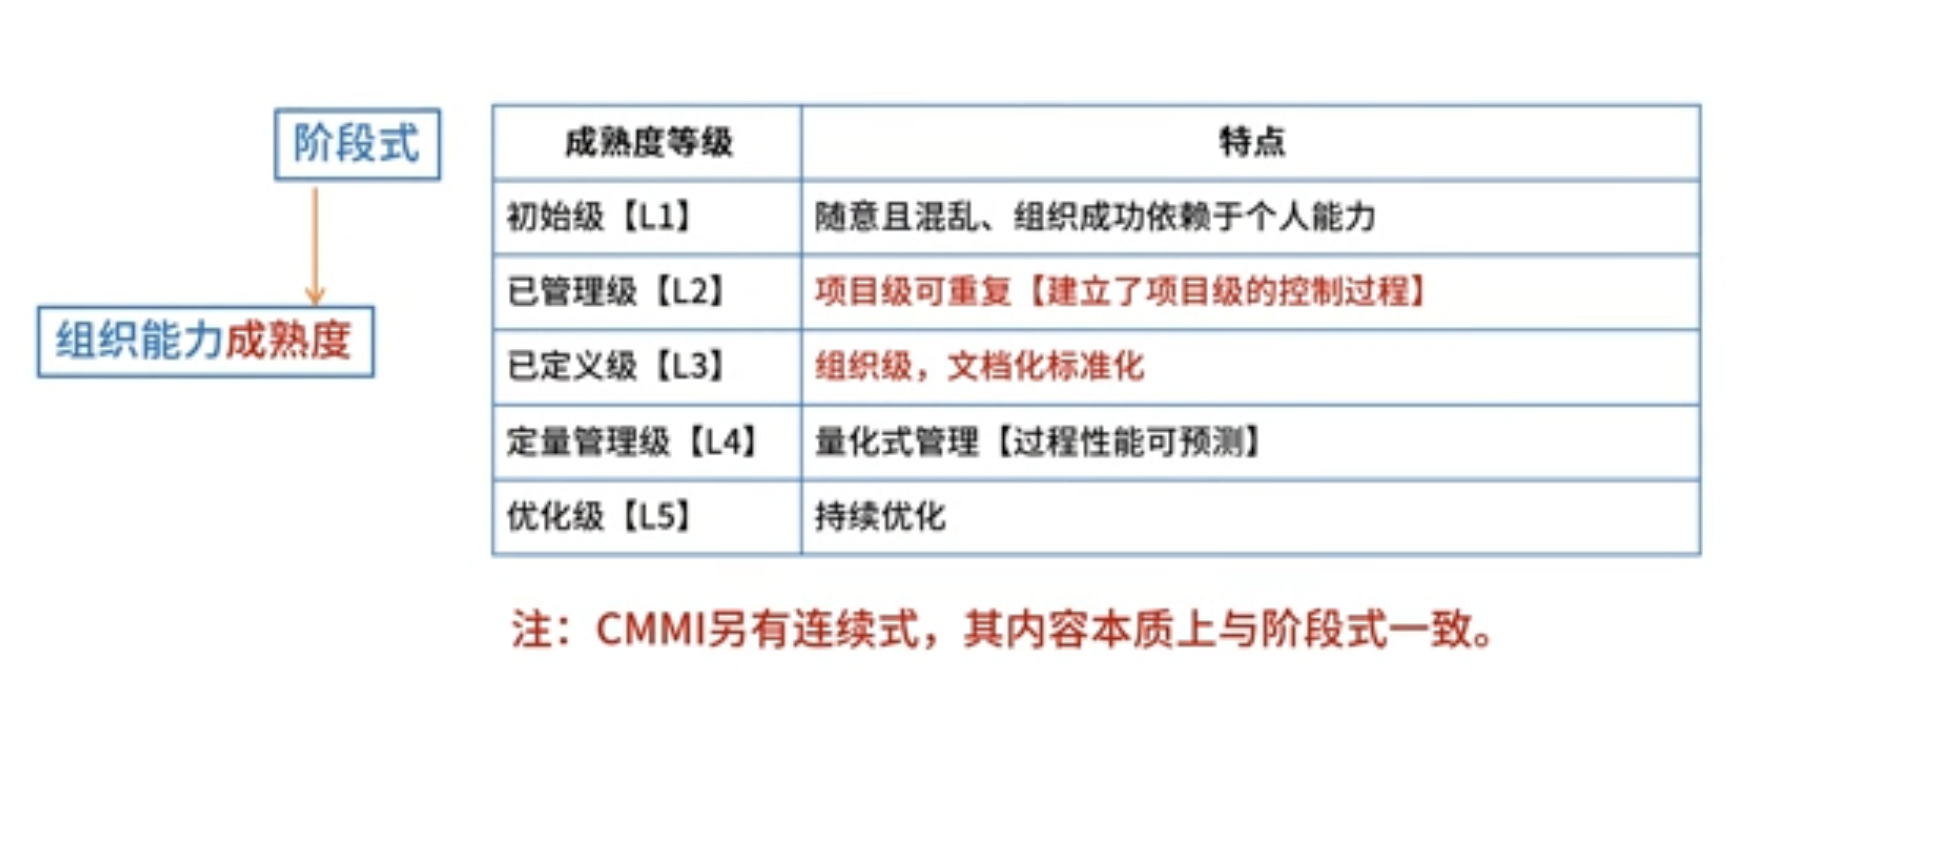 阶段式
组织能力成熟度
成熟度等级 特点
初始级【L1】 随意且混乱、组织成功依赖于个人能力
已管理级【L2】 项目级可重复【建立了项目级的控制过程】
已定义级【L3】 组织级，文档化标准化
定量管理级【L4】 量化式管理【过程性能可预测】
优化级【L5】 持续优化
注：CMMI另有连续式，其内容本质上与阶段式一致。